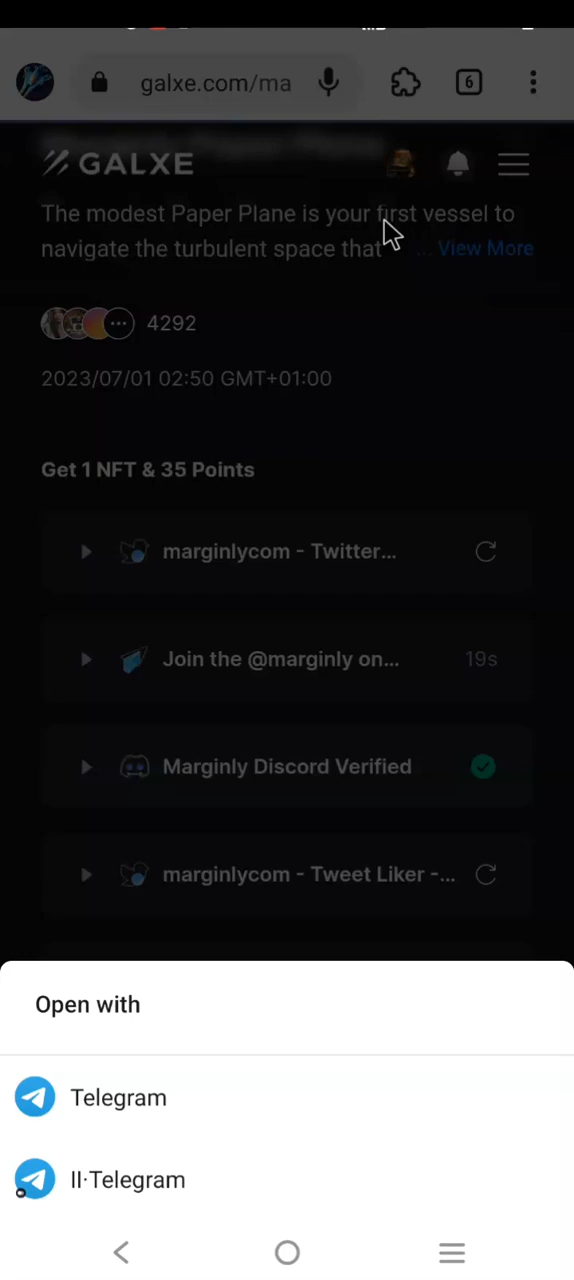 galxe.com/ma
6
GALXE
The modest Paper Plane is your first vessel to
navigate the turbulent space that ... View More
4292
2023/07/01 02:50 GMT+01:00
Get 1 NFT & 35 Points
marginlycom - Twitter...
Join the @marginly on...
19s
Marginly Discord Verified
marginlycom - Tweet Liker -...
Open with
Telegram
II·Telegram